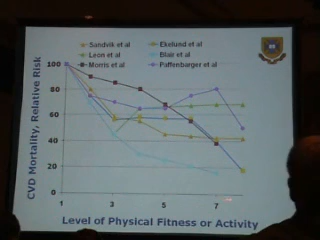 Sandvik et al   Ekelund et al
Leon et al   Blair et al
Morris et al   Paffenbarger et al
CVD Mortality, Relative Risk
100
80
60
40
20
0
1 3 5 7
Level of Physical Fitness or Activity